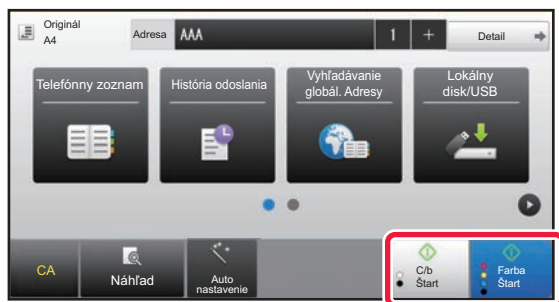 Originál
A4
Adresa AAA 1 + Detail
Telefónny zoznam
História odoslania
Vyhľadávanie
globál. Adresy
Lokálny
disk/USB
CA
Náhľad
Auto
nastavenie
C/b
Štart
Farba
Štart